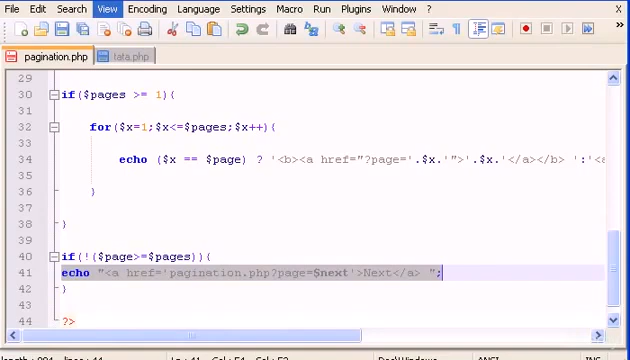 File Edit Search View Encoding Language Settings Macro Run Plugins Window ? X
pagination.php tata.php
29
30 if($pages >= 1){
31
32 for($x=1;$x<=$pages;$x++){
33
34 echo ($x == $page) ? '<b><a href="?page='.$x.'">'.$x.'</a></b> ':'<a
35
36 }
37
38 }
39
40 if(!($page>=$pages)){
41 echo "<a href='pagination.php?page=$next'>Next</a> ";
42 }
43
44 ?>